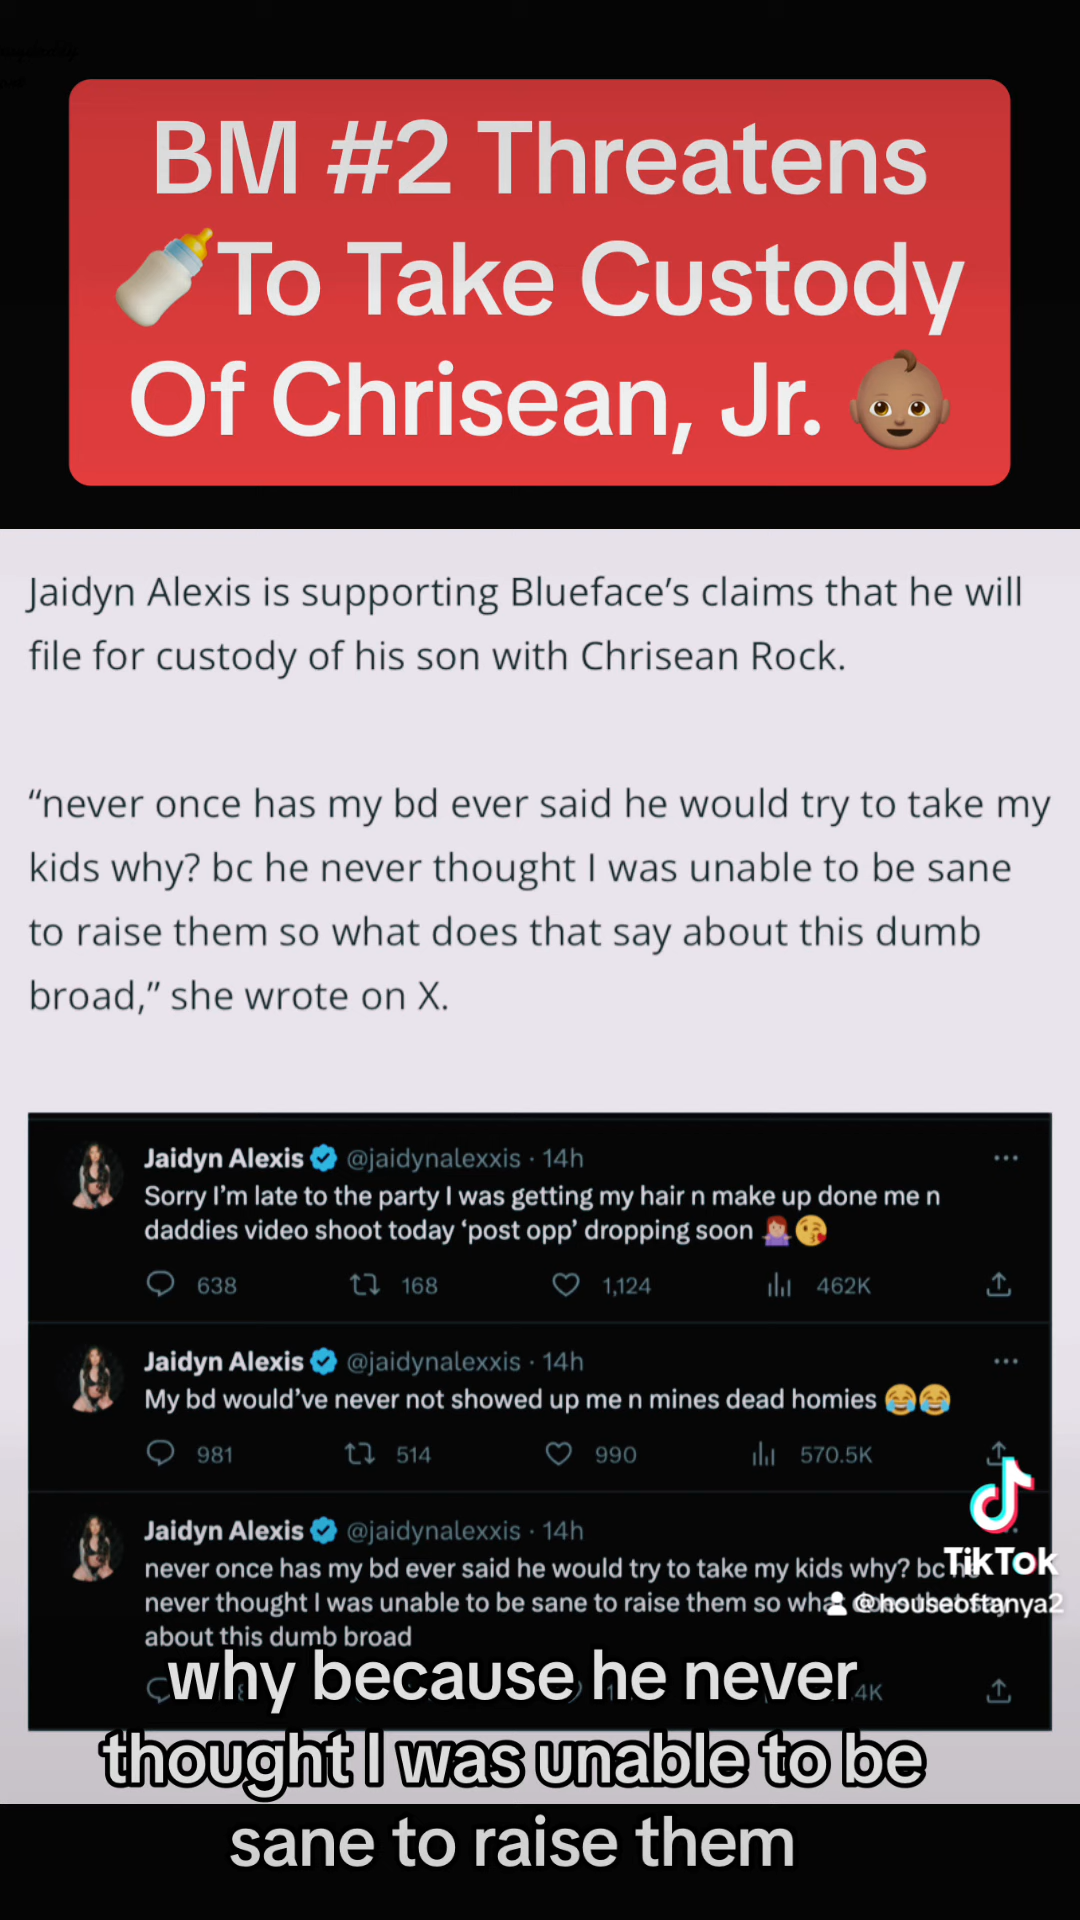 BM #2 Threatens
🍼To Take Custody
Of Chrisean, Jr. 👶🏽
Jaidyn Alexis is supporting Blueface’s claims that he will
file for custody of his son with Chrisean Rock.
“never once has my bd ever said he would try to take my
kids why? bc he never thought I was unable to be sane
to raise them so what does that say about this dumb
broad,” she wrote on X.
Jaidyn Alexis @jaidynalexxis · 14h
Sorry I’m late to the party I was getting my hair n make up done me n
daddies video shoot today ‘post opp’ dropping soon 🤷🏽‍♀️😘
638 168 1,124 462K
Jaidyn Alexis @jaidynalexxis · 14h
My bd would’ve never not showed up me n mines dead homies 😂😂
981 514 990 570.5K
Jaidyn Alexis @jaidynalexxis · 14h
never once has my bd ever said he would try to take my kids why? bc he
TikTok
never thought I was unable to be sane to raise them so what does that say
@houseoftanya2
about this dumb broad
why because he never
thought I was unable to be
sane to raise them